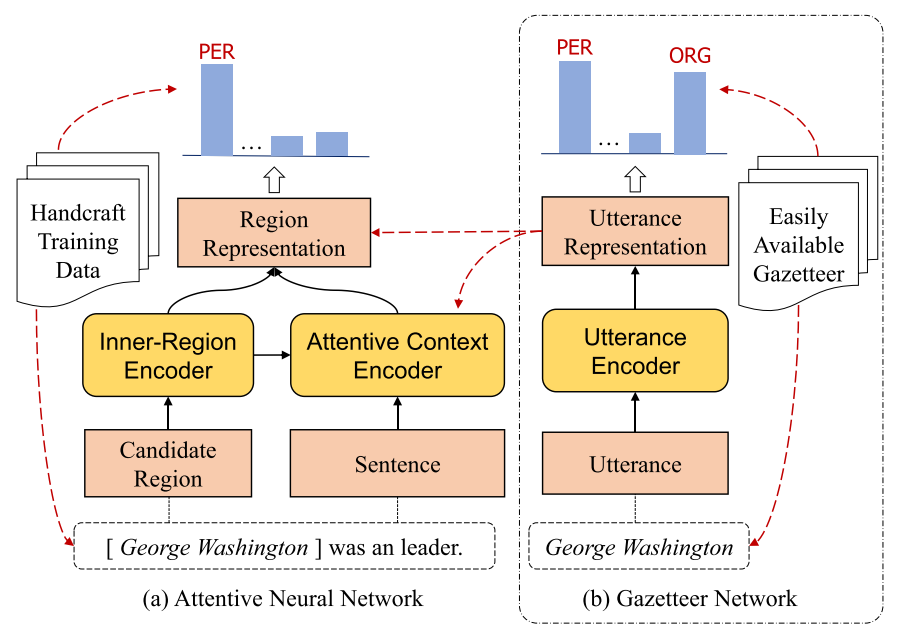 PER
...
Handcraft
Training
Data
Region
Representation
Inner-Region
Encoder
Attentive Context
Encoder
Candidate
Region
Sentence
[ George Washington ] was an leader.
(a) Attentive Neural Network
PER
ORG
...
Utterance
Representation
Easily
Available
Gazetteer
Utterance
Encoder
Utterance
George Washington
(b) Gazetteer Network